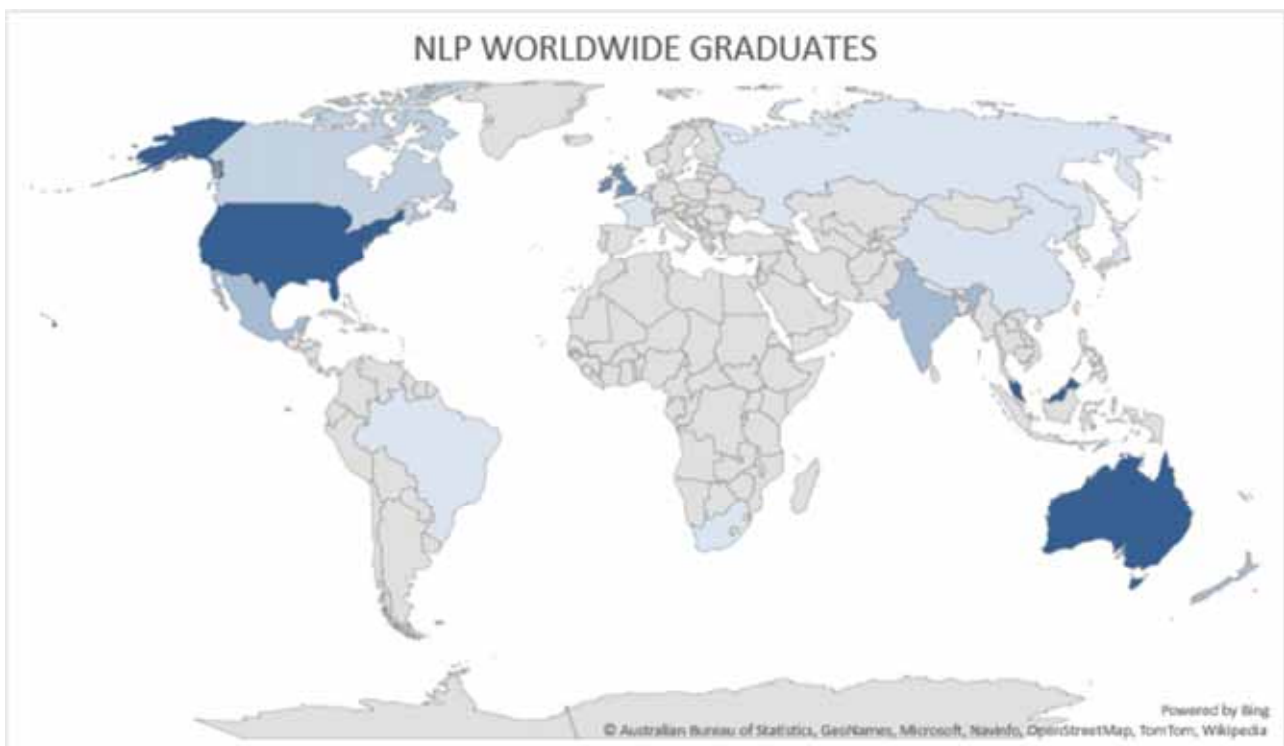 NLP WORLDWIDE GRADUATES
Powered by Bing
© Australian Bureau of Statistics, GeoNames, Microsoft, Navinfo, OpenStreetMap, TomTom, Wikipedia